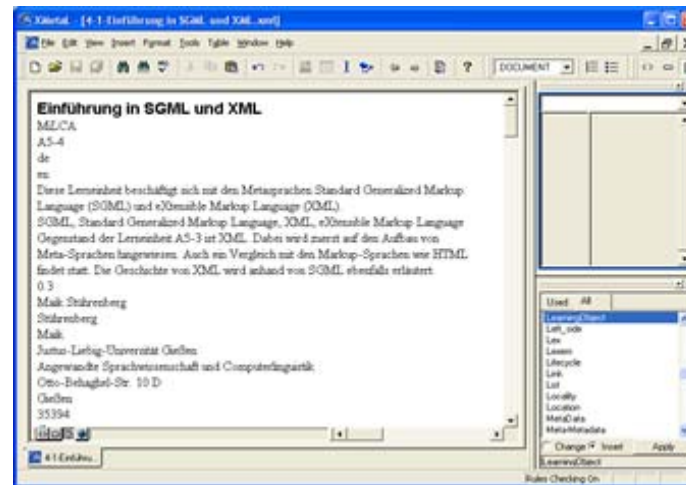 XMetaL - [4-1-Einführung in SGML und XML.xml]
File Edit View Insert Format Tools Table Window Help
DOCUMENT
Einführung in SGML und XML
MiLCA
A5-4
de
en
Diese Lerneinheit beschäftigt sich mit den Metasprachen Standard Generalized Markup
Language (SGML) und eXtensible Markup Language (XML).
SGML, Standard Generalized Markup Language, XML, eXtensible Markup Language
Gegenstand der Lerneinheit A5-3 ist XML. Dabei wird zuerst auf den Aufbau von
Meta-Sprachen hingewiesen. Auch ein Vergleich mit den Markup-Sprachen wie HTML
findet statt. Die Geschichte von XML wird anhand von SGML ebenfalls erläutert.
0.3
Maik Stührenberg
Stührenberg
Maik
Justus-Liebig-Universität Gießen
Angewandte Sprachwissenschaft und Computerlinguistik
Otto-Behaghel-Str. 10 D
Gießen
35394
4-1-Einführu...
Used All
LearningObject
Left_side
Lex
Lexem
Lifecycle
Link
List
Locality
Location
MetaData
Meta-Metadata
Change Insert Apply
LearningObject
Rules Checking On